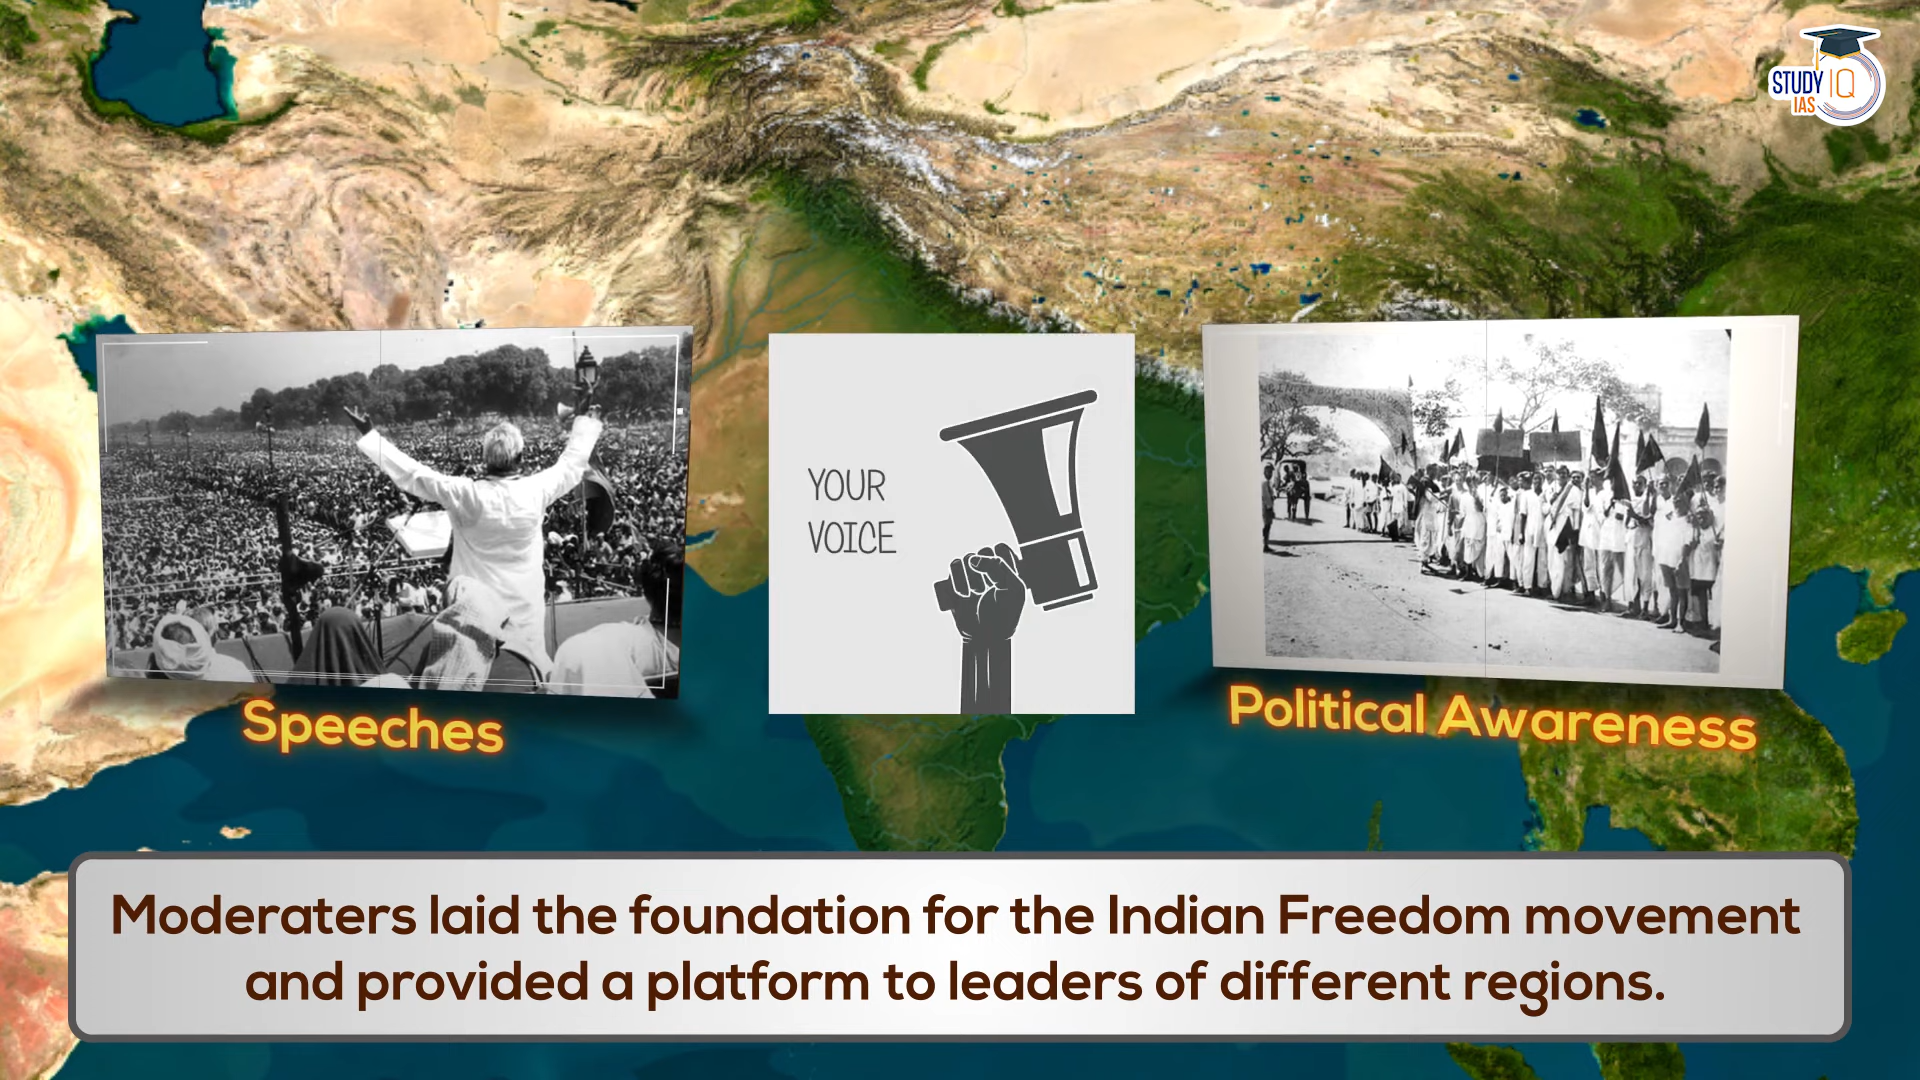 STUDY IQ
IAS
YOUR
VOICE
Speeches
Political Awareness
Moderaters laid the foundation for the Indian Freedom movement
and provided a platform to leaders of different regions.